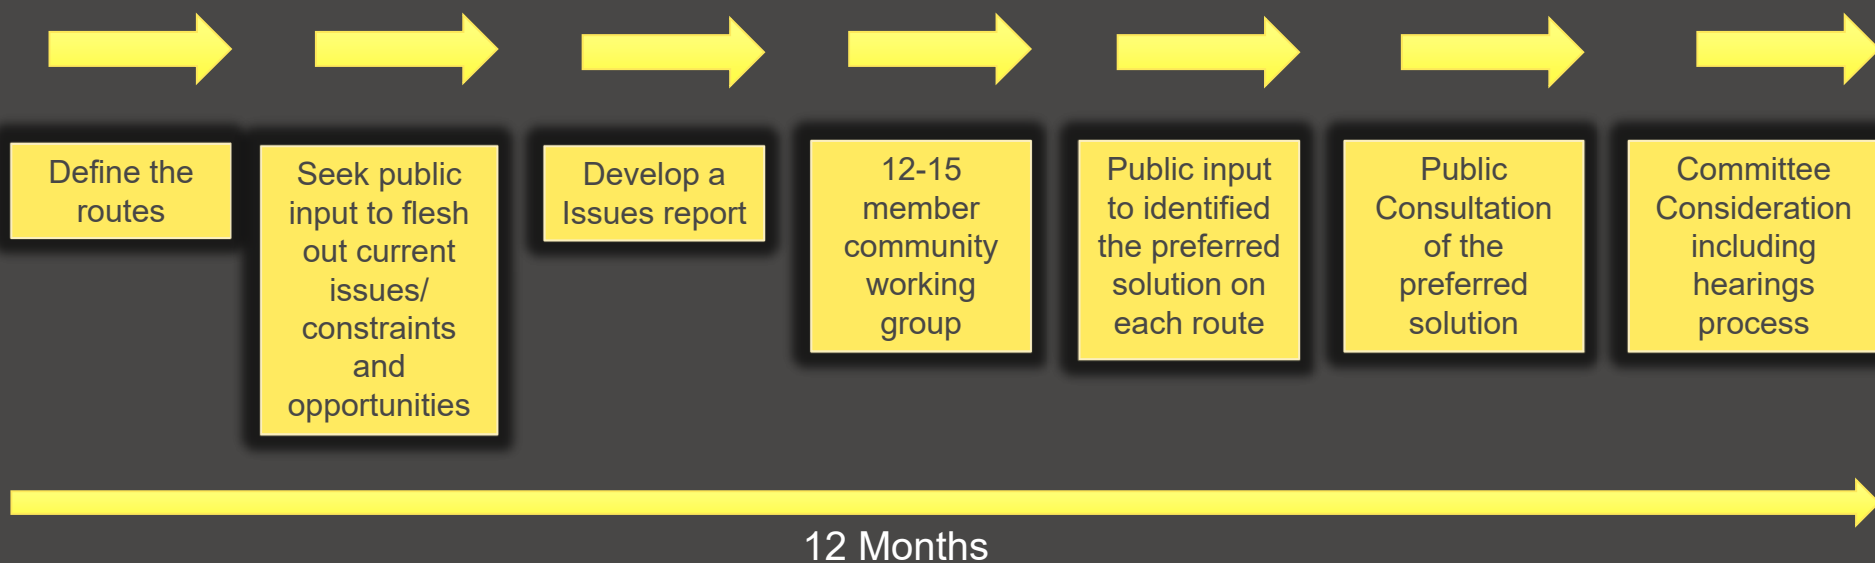 Define the
routes
Seek public
input to flesh
out current
issues/
constraints
and
opportunities
Develop a
Issues report
12-15
member
community
working
group
Public input
to identified
the preferred
solution on
each route
Public
Consultation
of the
preferred
solution
Committee
Consideration
including
hearings
process
12 Months